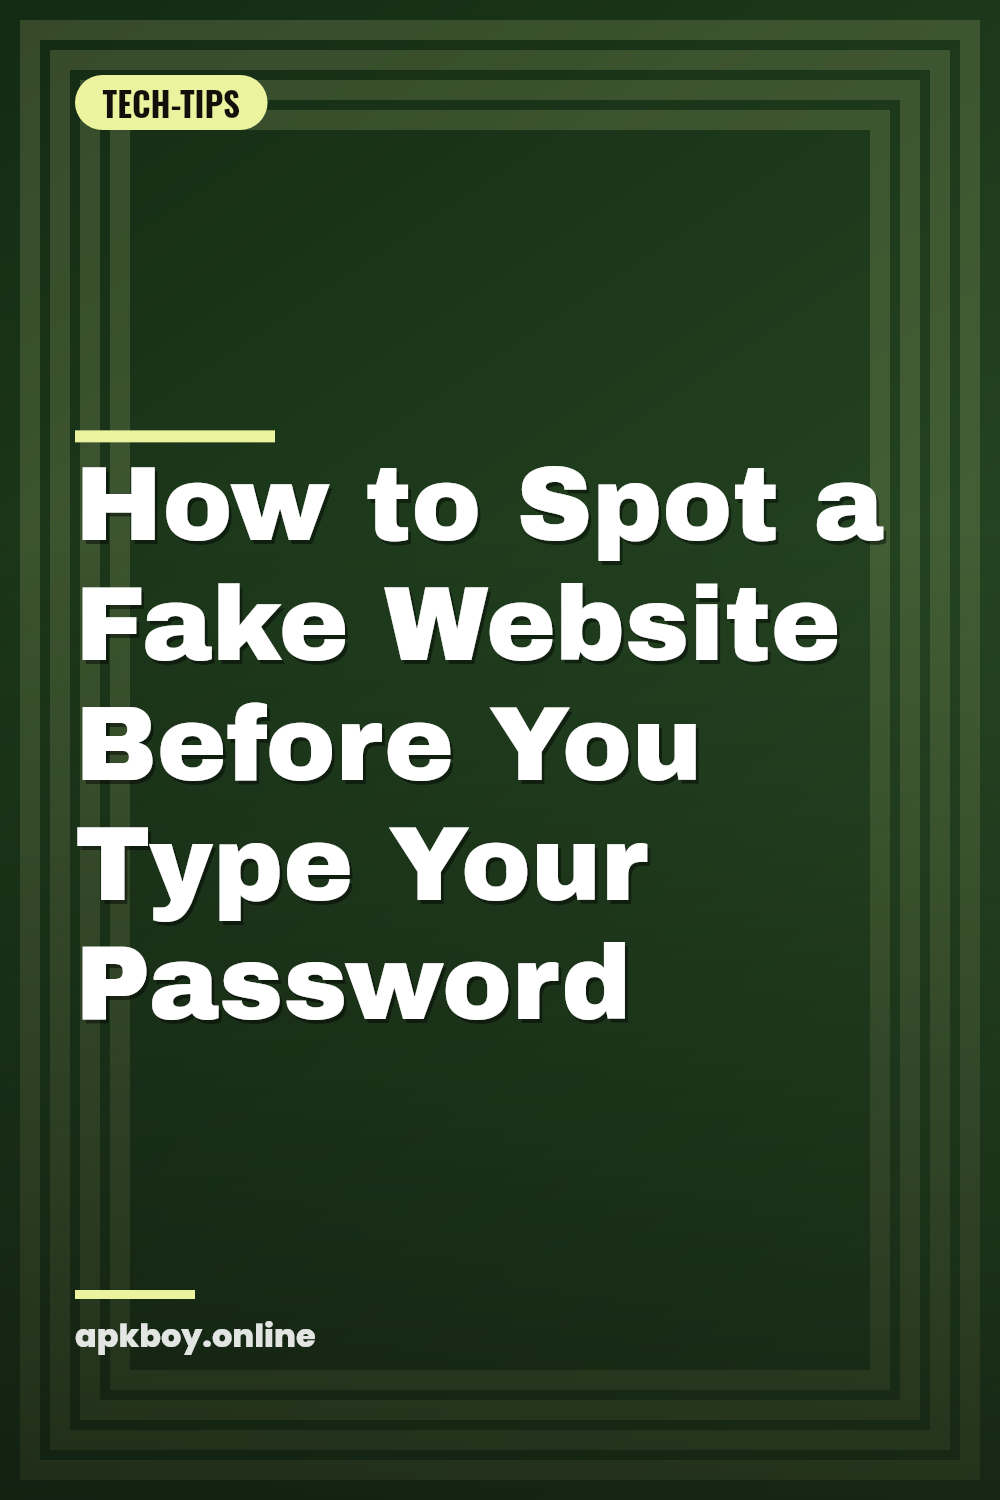 TECH-TIPS
How to Spot a
Fake Website
Before You
Type Your
Password
apkboy.online